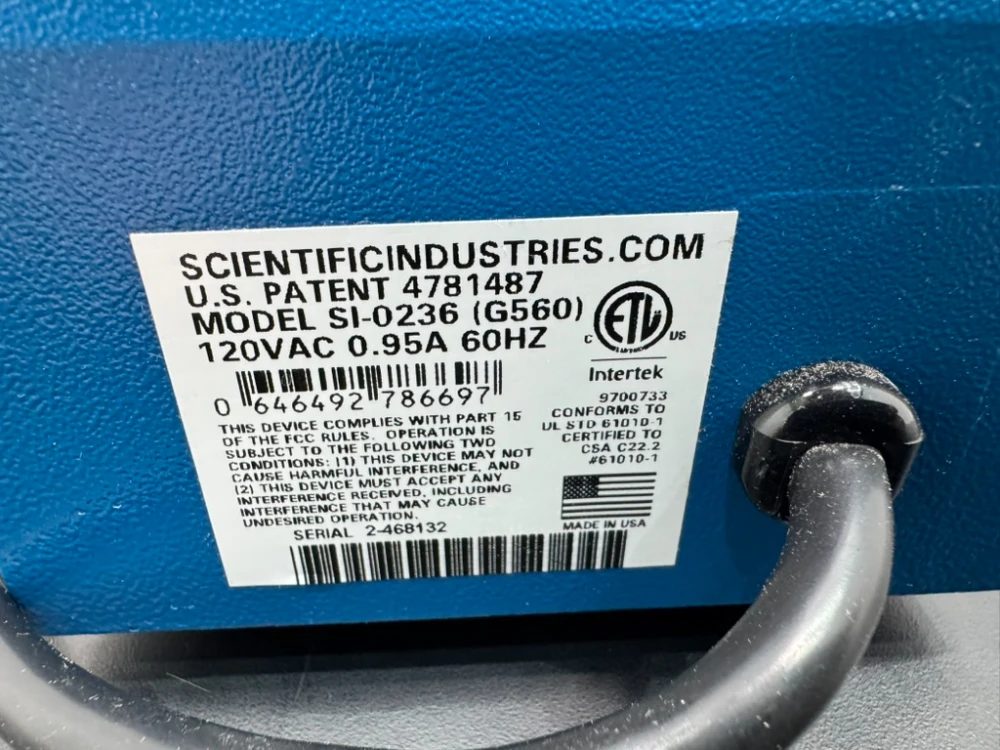 SCIENTIFICINDUSTRIES.COM
U.S. PATENT 4781487
MODEL SI-0236 (G560)
120VAC 0.95A 60HZ
0 646492 786697
THIS DEVICE COMPLIES WITH PART 15
OF THE FCC RULES. OPERATION IS
SUBJECT TO THE FOLLOWING TWO
CONDITIONS: (1) THIS DEVICE MAY NOT
CAUSE HARMFUL INTERFERENCE, AND
(2) THIS DEVICE MUST ACCEPT ANY
INTERFERENCE RECEIVED, INCLUDING
INTERFERENCE THAT MAY CAUSE
UNDESIRED OPERATION.
SERIAL 2-468132
ETL
C US
Intertek
9700733
CONFORMS TO
UL STD 61010-1
CERTIFIED TO
CSA C22.2
#61010-1
MADE IN USA